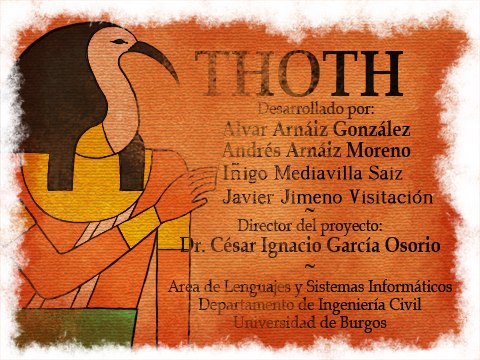 THOTH
Desarrollado por:
Alvar Arnáiz González
Andrés Arnáiz Moreno
Iñigo Mediavilla Saiz
Javier Jimeno Visitación
~
Director del proyecto:
Dr. César Ignacio García Osorio
~
Area de Lenguajes y Sistemas Informáticos
Departamento de Ingeniería Civil
Universidad de Burgos